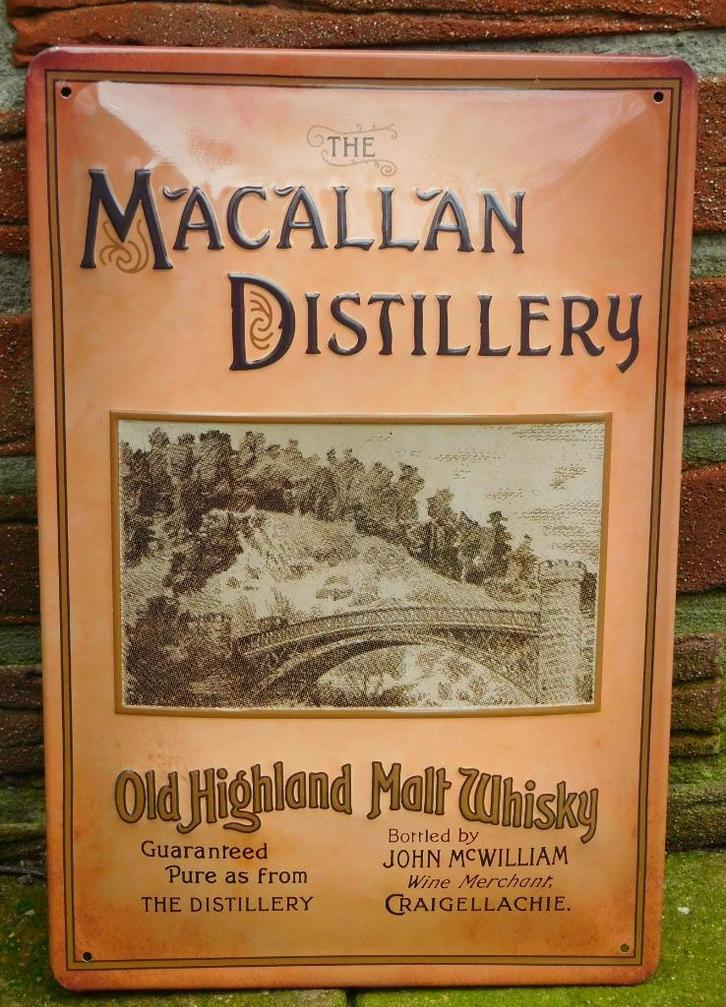 THE
MACALLAN
DISTILLERY
Old Highland Malt Whisky
Guaranteed
Pure as from
THE DISTILLERY
Bottled by
JOHN McWILLIAM
Wine Merchant,
CRAIGELLACHIE.